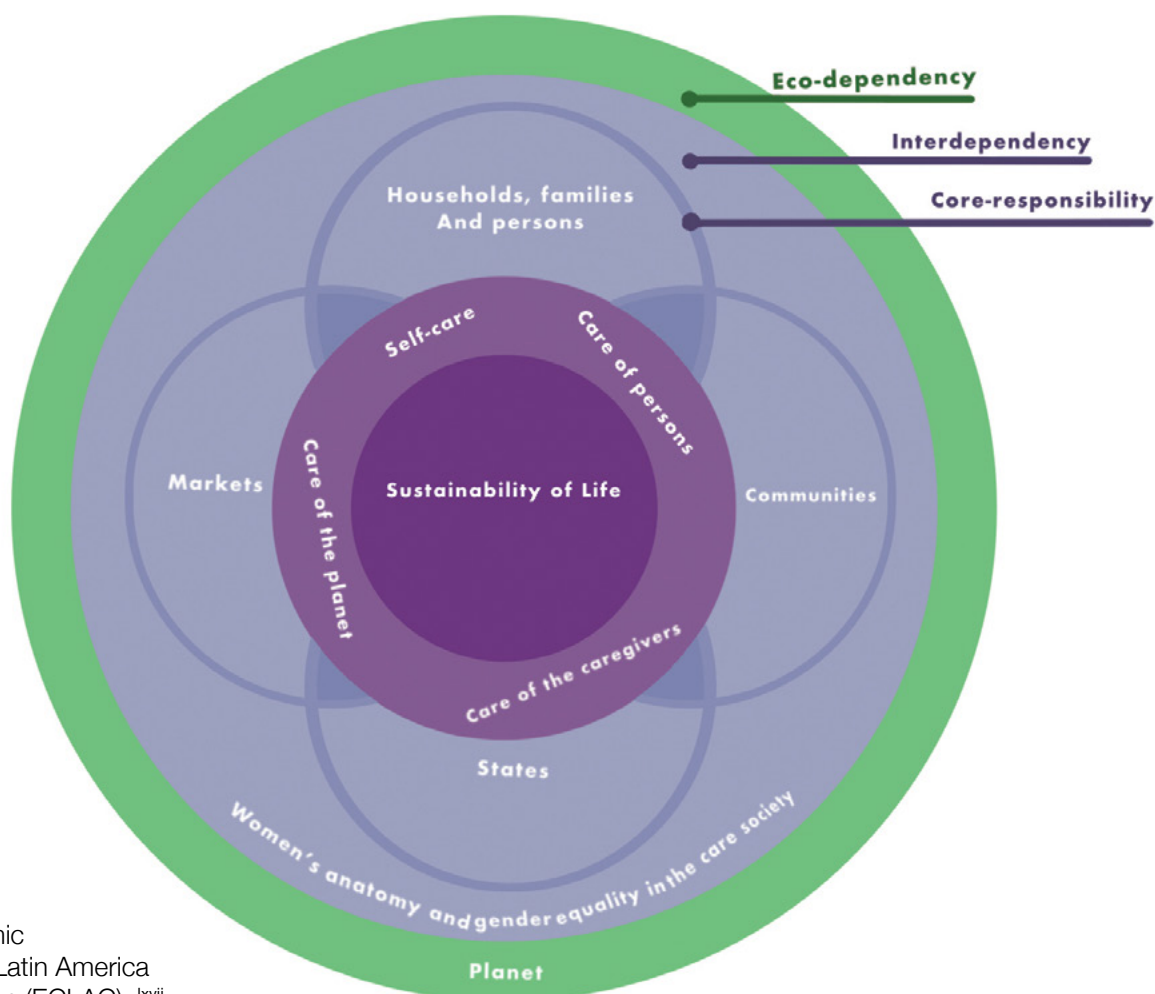 Eco-dependency
Interdependency
Core-responsibility
Households, families
And persons
Self-care
Care of persons
Markets
Care of the planet
Sustainability of Life
Communities
Care of the caregivers
States
Women's anatomy and gender equality in the care society
Planet
Latin America
(ECLAC). lxvii